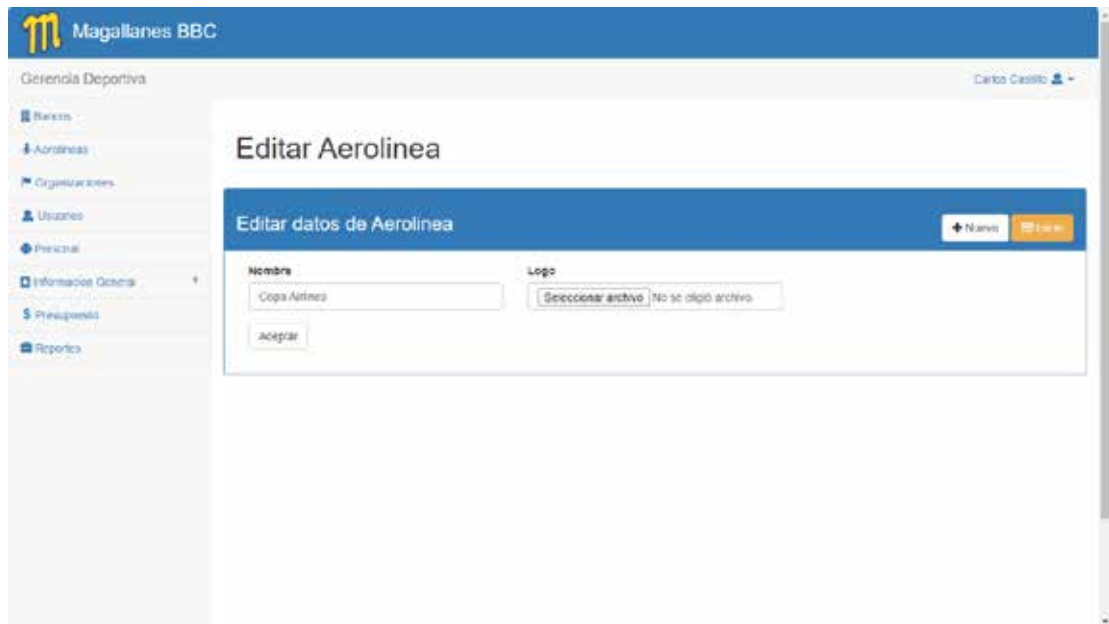 Magallanes BBC
Gerencia Deportiva
Carlos Castillo
Bancos
Aerolineas
Organizaciones
Usuarios
Personal
Informacion General
$ Presupuesto
Reportes
Editar Aerolinea
Editar datos de Aerolinea
Nuevo
Nombre
Logo
Copa Airlines
Seleccionar archivo No se eligió archivo
Aceptar